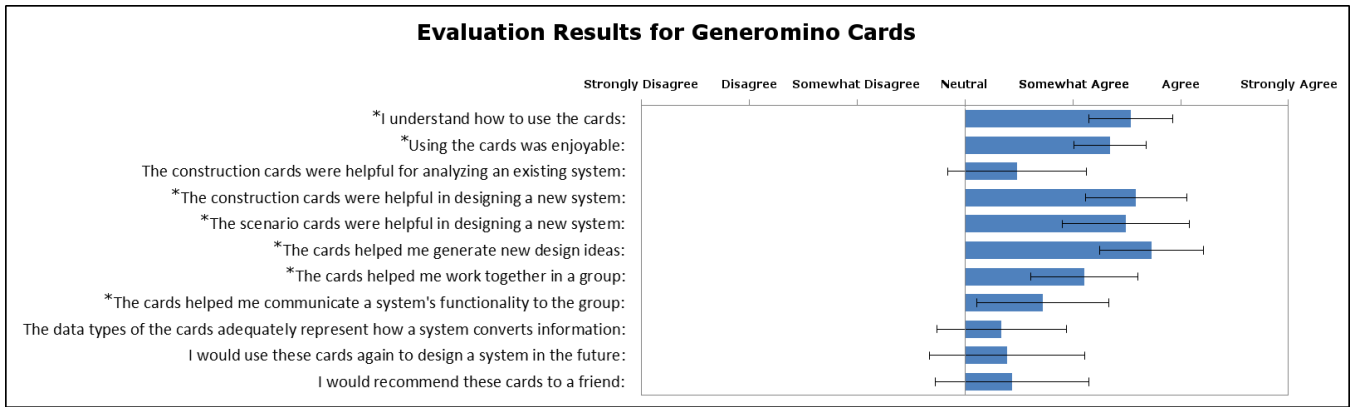 Evaluation Results for Generomino Cards
Strongly Disagree Disagree Somewhat Disagree Neutral Somewhat Agree Agree Strongly Agree
*I understand how to use the cards:
*Using the cards was enjoyable:
The construction cards were helpful for analyzing an existing system:
*The construction cards were helpful in designing a new system:
*The scenario cards were helpful in designing a new system:
*The cards helped me generate new design ideas:
*The cards helped me work together in a group:
*The cards helped me communicate a system's functionality to the group:
The data types of the cards adequately represent how a system converts information:
I would use these cards again to design a system in the future:
I would recommend these cards to a friend: